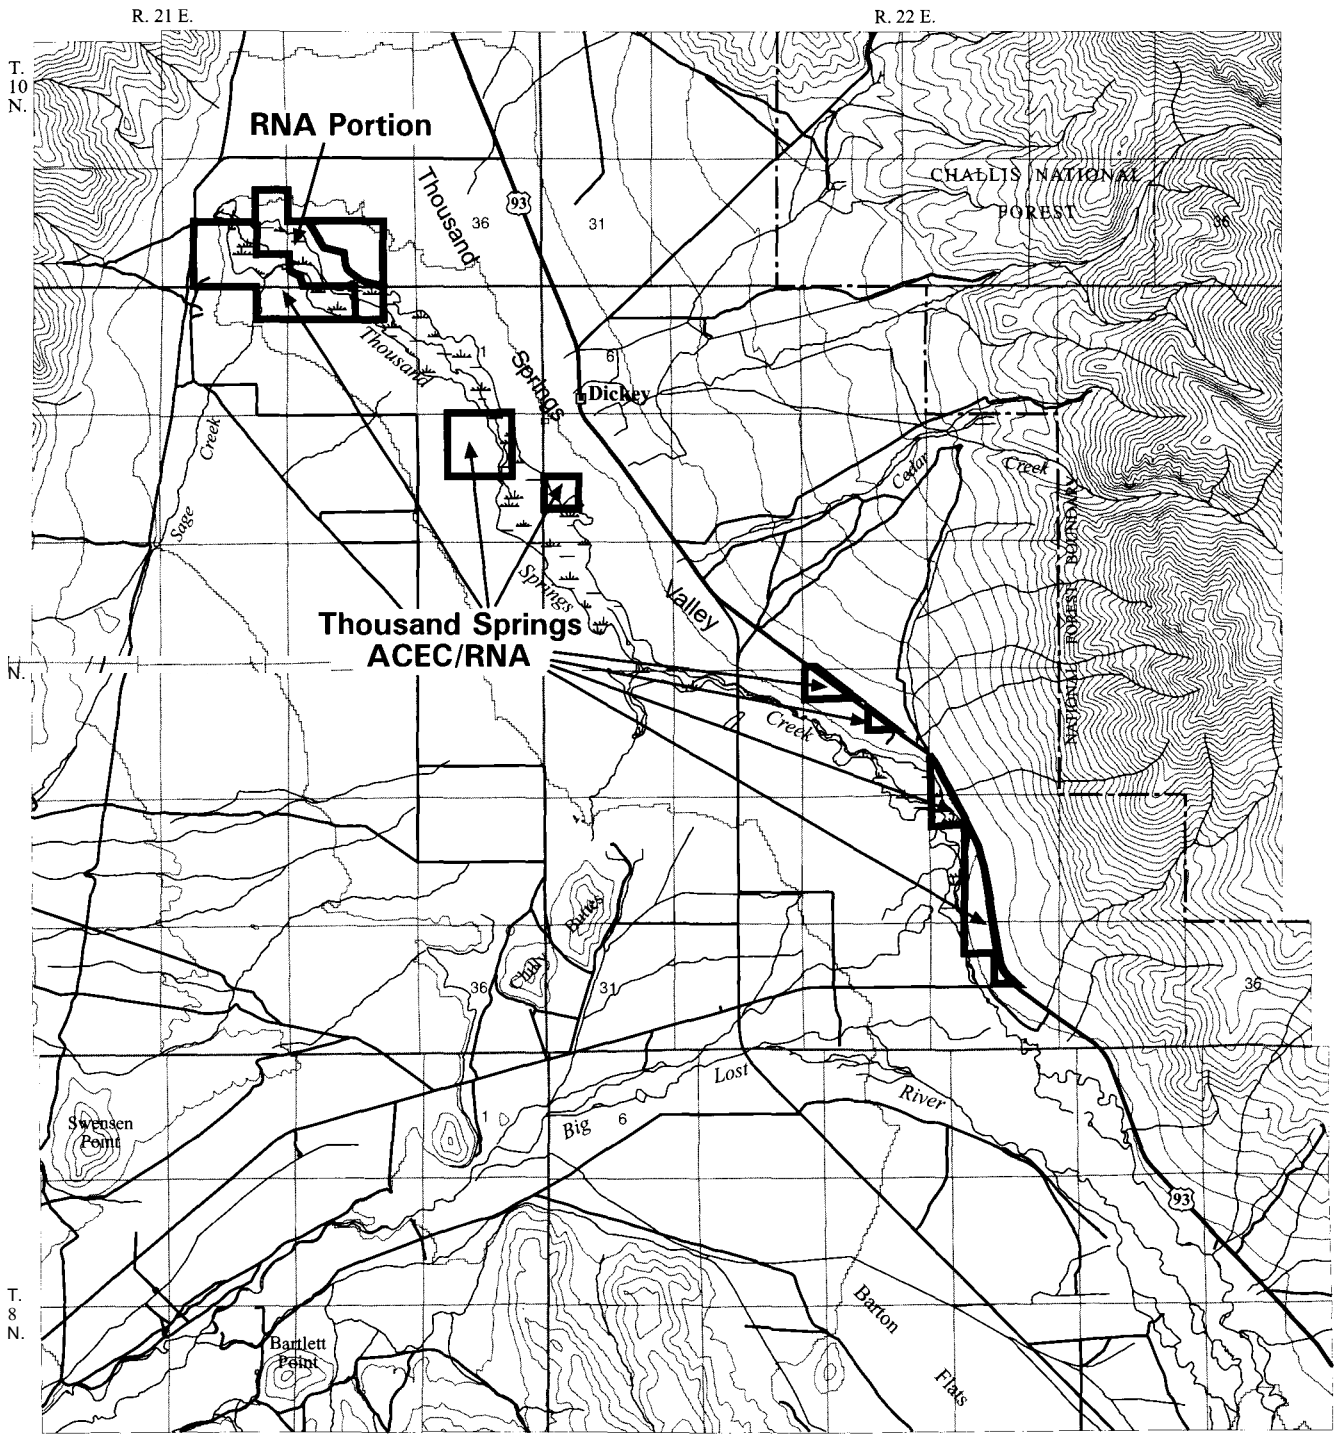 R. 21 E.
R. 22 E.
T.
10
N.
RNA Portion
93
Thousand
36
31
CHALLIS NATIONAL
FOREST
36
Thousand
1
Springs
6
Dickey
Creek
Sage
Cedar
Creek
NATIONAL FOREST BOUNDARY
Springs
Valley
Thousand Springs
ACEC/RNA
N.
Creek
Buttes
Chilly
36
31
36
Lost
River
Big
6
1
1
Swensen
Point
93
T.
8
N.
Barton
Flats
Bartlett
Point